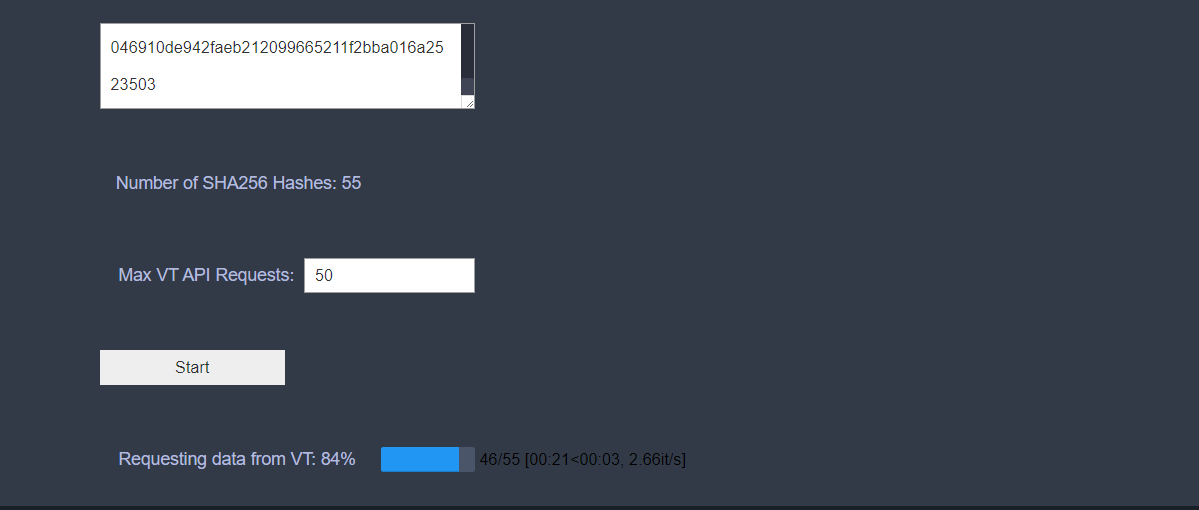 046910de942faeb212099665211f2bba016a25
23503
Number of SHA256 Hashes: 55
Max VT API Requests: 50
Start
Requesting data from VT: 84% 46/55 [00:21<00:03, 2.66it/s]